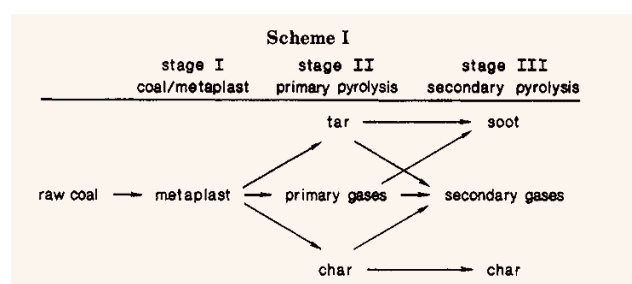 Scheme I
stage I stage II stage III
coal/metaplast primary pyrolysis secondary pyrolysis
tar soot
raw coal metaplast primary gases secondary gases
char char